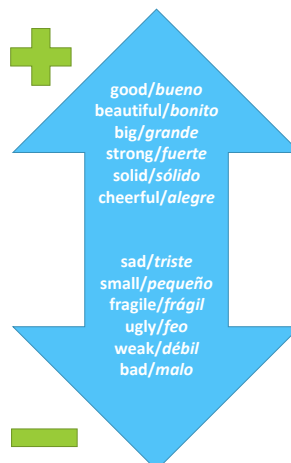 good/bueno
beautiful/bonito
big/grande
strong/fuerte
solid/sólido
cheerful/alegre
sad/triste
small/pequeño
fragile/frágil
ugly/feo
weak/débil
bad/malo